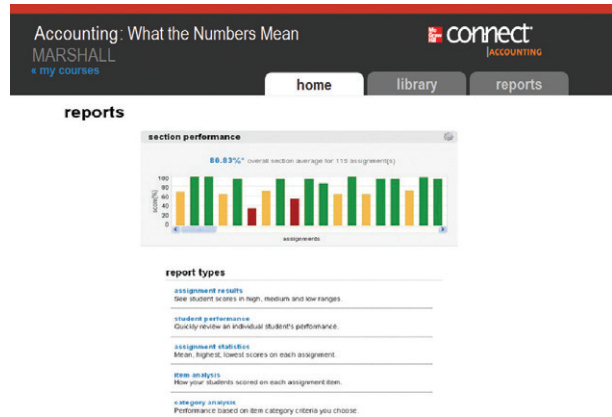 Accounting: What the Numbers Mean
MARSHALL
« my courses
Mc
Graw
Hill
connect
|ACCOUNTING
home
library
reports
reports
section performance
80.83%* overall section average for 115 assignment(s)
score(%)
100
80
60
40
20
0
assignments
report types
assignment results
See student scores in high, medium and low ranges.
student performance
Quickly review an individual student's performance.
assignment statistics
Mean, highest, lowest scores on each assignment.
item analysis
How your students scored on each assignment item.
category analysis
Performance based on item category criteria you choose.